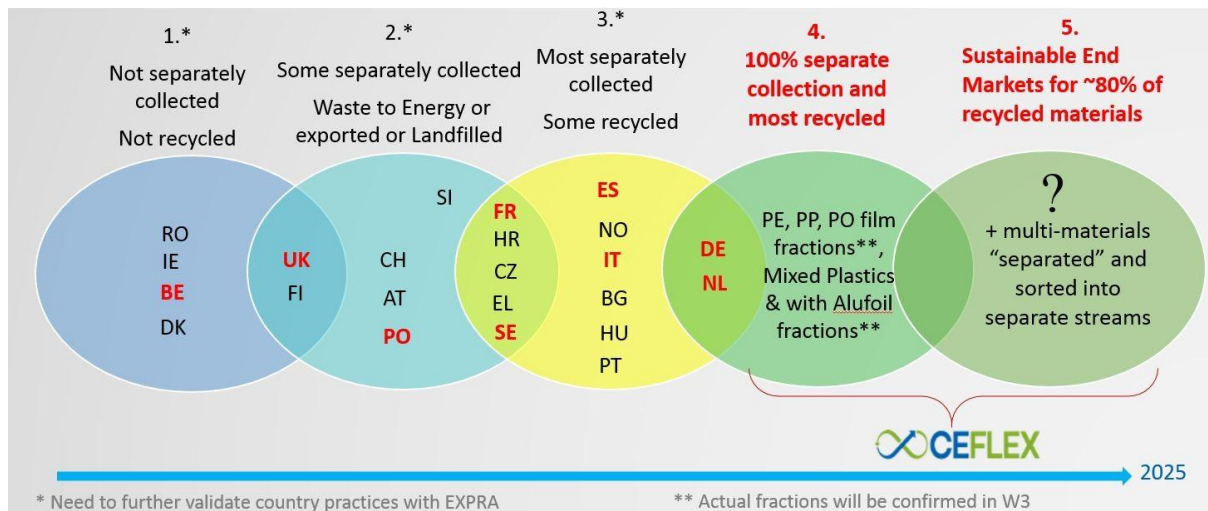 1.*
Not separately
collected
Not recycled
2.*
Some separately collected
Waste to Energy or
exported or Landfilled
3.*
Most separately
collected
Some recycled
4.
100% separate
collection and
most recycled
5.
Sustainable End
Markets for ~80% of
recycled materials
RO
IE
BE
DK
UK
FI
SI
CH
AT
PO
FR
HR
CZ
EL
SE
ES
NO
IT
BG
HU
PT
DE
NL
PE, PP, PO film
fractions**,
Mixed Plastics
& with Alufoil
fractions**
?
+ multi-materials
“separated” and
sorted into
separate streams
CEFLEX
2025
* Need to further validate country practices with EXPRA
** Actual fractions will be confirmed in W3